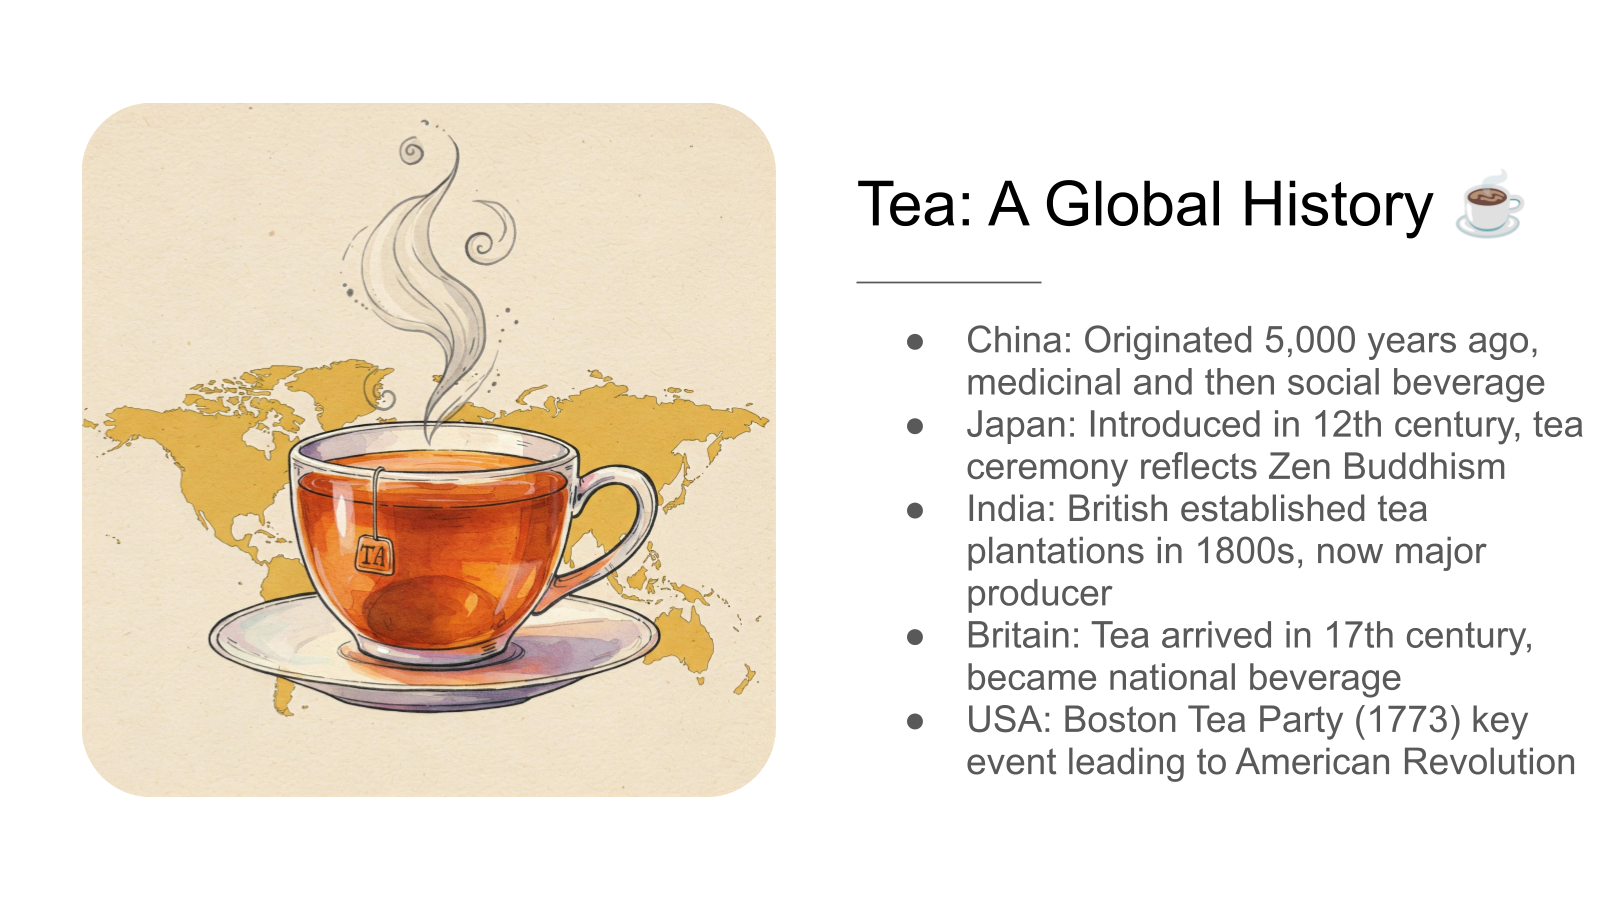 Tea: A Global History ☕
● China: Originated 5,000 years ago,
medicinal and then social beverage
● Japan: Introduced in 12th century, tea
ceremony reflects Zen Buddhism
● India: British established tea
plantations in 1800s, now major
producer
● Britain: Tea arrived in 17th century,
became national beverage
● USA: Boston Tea Party (1773) key
event leading to American Revolution
TA